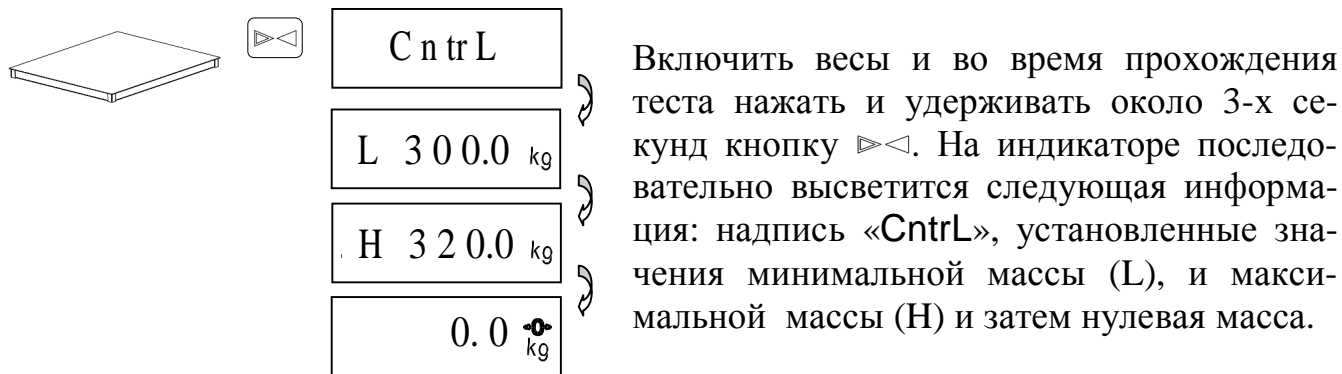 C n tr L
L 3 0 0.0 kg
. H 3 2 0.0 kg
0. 0 kg
Включить весы и во время прохождения
теста нажать и удерживать около 3-х се-
кунд кнопку ▷◁. На индикаторе последо-
вательно высветится следующая информа-
ция: надпись «CntrL», установленные зна-
чения минимальной массы (L), и макси-
мальной массы (H) и затем нулевая масса.